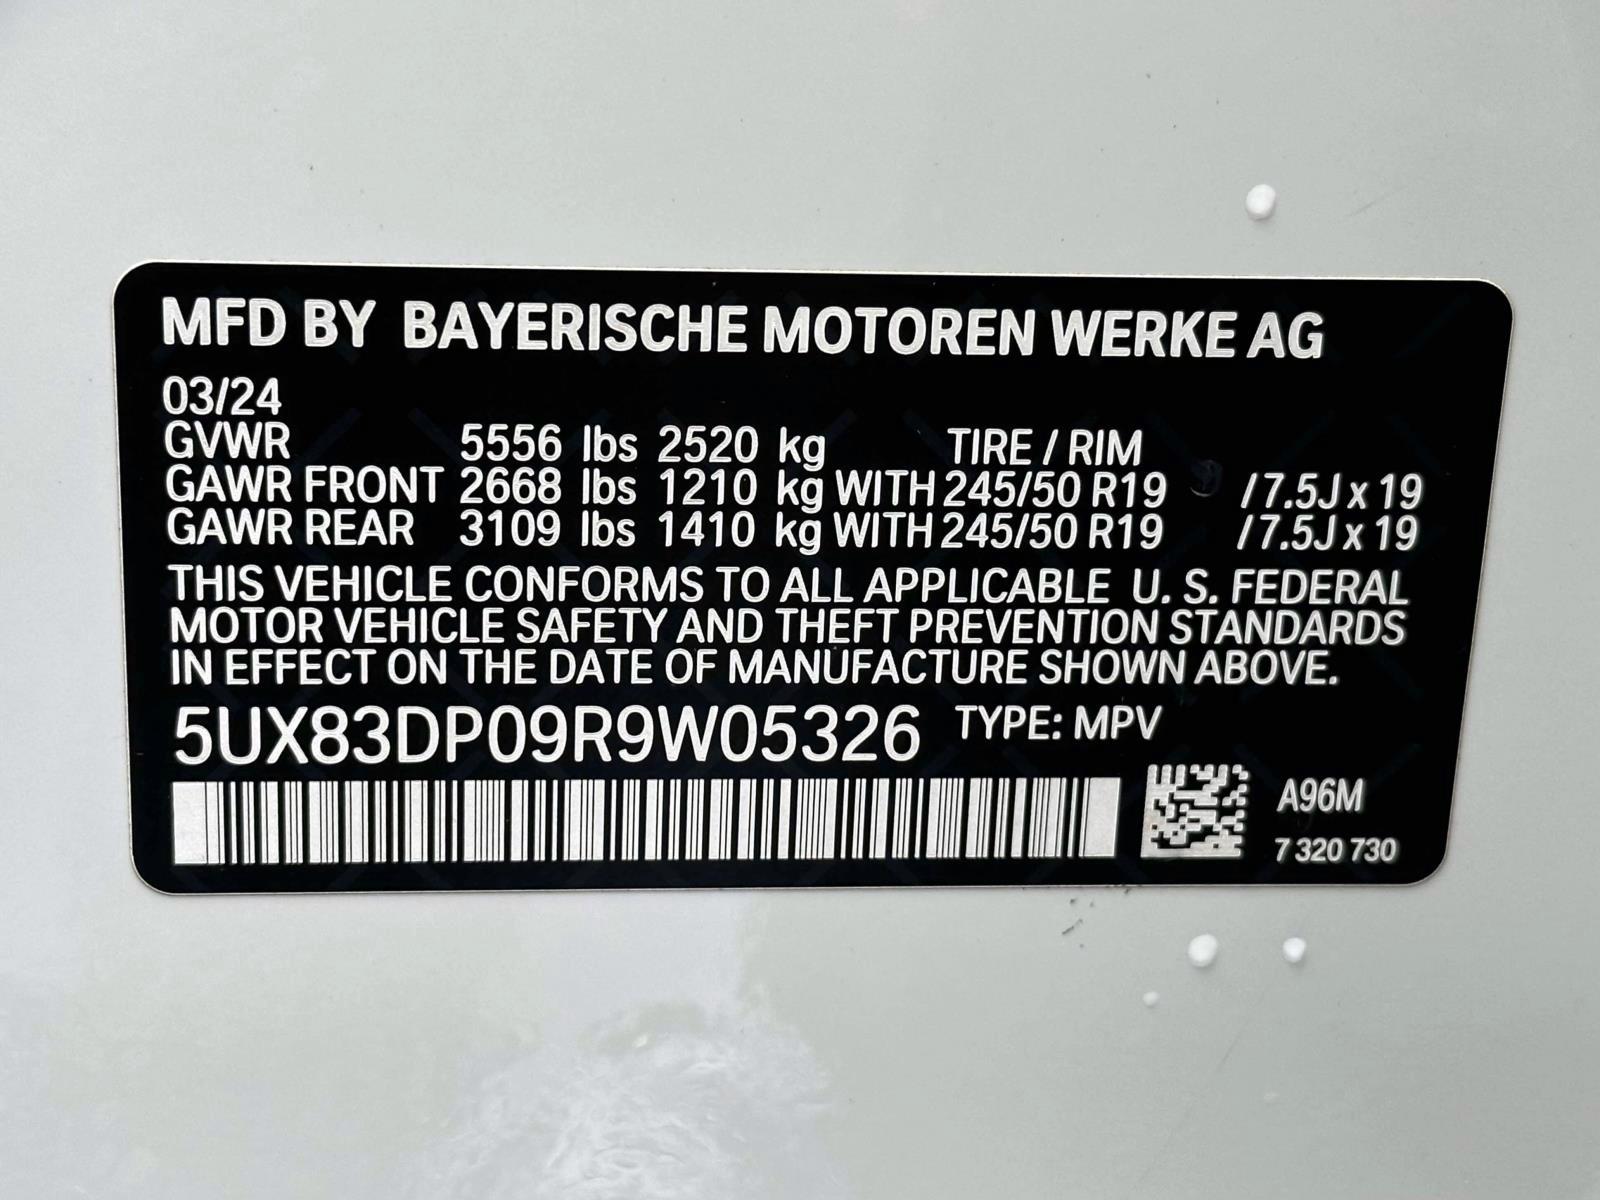 MFD BY BAYERISCHE MOTOREN WERKE AG
03/24
GVWR 5556 lbs 2520 kg TIRE / RIM
GAWR FRONT 2668 lbs 1210 kg WITH 245/50 R19 /7.5J x 19
GAWR REAR 3109 lbs 1410 kg WITH 245/50 R19 /7.5J x 19
THIS VEHICLE CONFORMS TO ALL APPLICABLE U. S. FEDERAL
MOTOR VEHICLE SAFETY AND THEFT PREVENTION STANDARDS
IN EFFECT ON THE DATE OF MANUFACTURE SHOWN ABOVE.
5UX83DP09R9W05326 TYPE: MPV
A96M
7 320 730